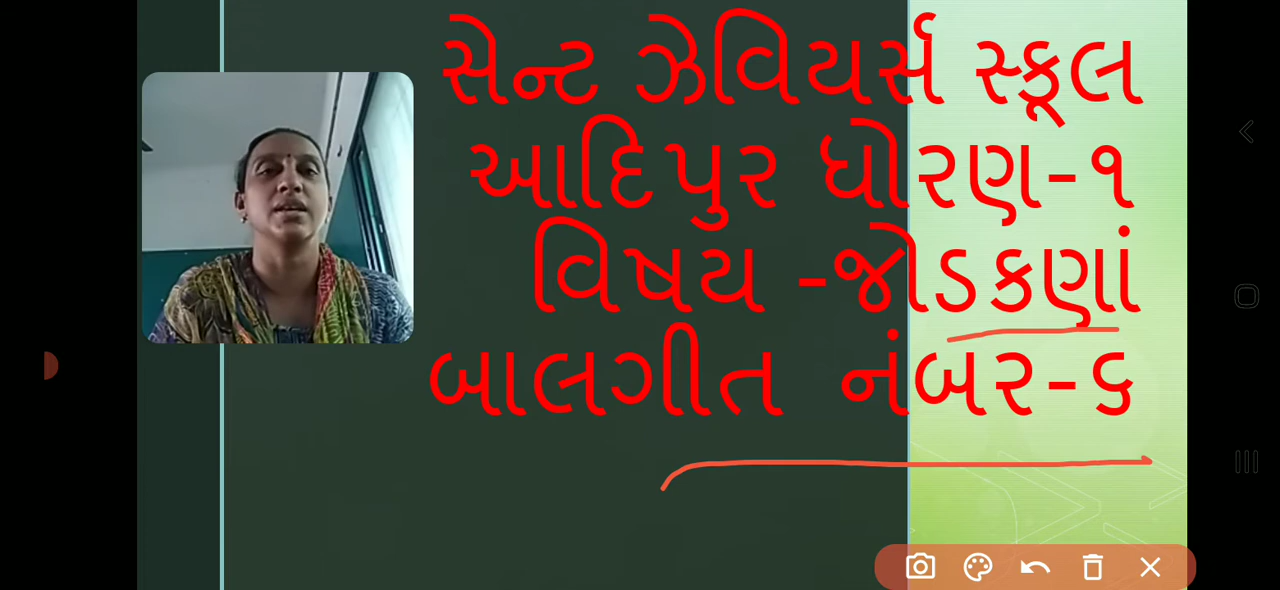 સેન્ટ ઝેવિયર્સ સ્કૂલ
આદિપુર ધોરણ-૧
વિષય -જોડકણાં
બાલગીત નંબર-૬